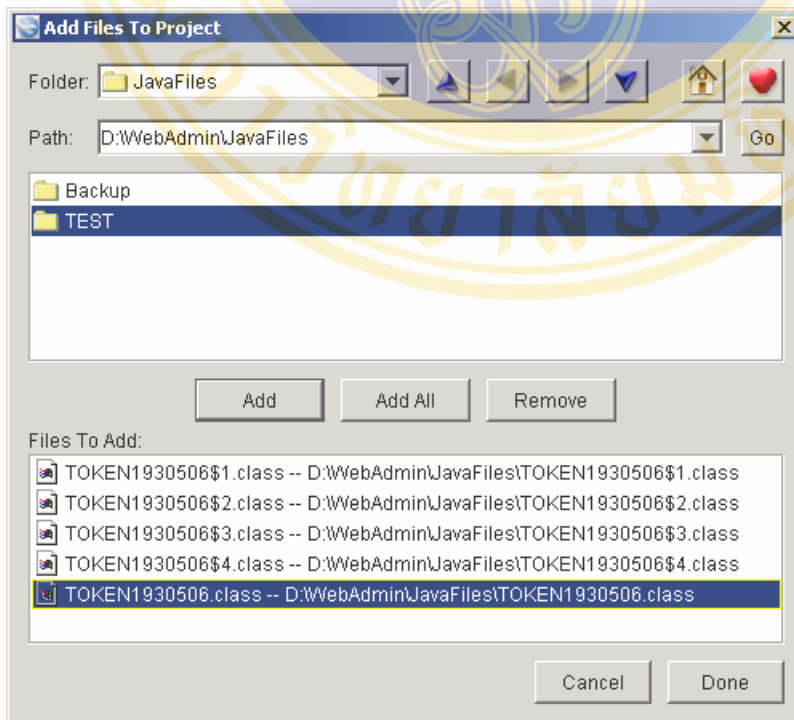 Add Files To Project
Folder: JavaFiles
Path: D:\WebAdmin\JavaFiles Go
Backup
TEST
Add Add All Remove
Files To Add:
TOKEN1930506$1.class -- D:\WebAdmin\JavaFiles\TOKEN1930506$1.class
TOKEN1930506$2.class -- D:\WebAdmin\JavaFiles\TOKEN1930506$2.class
TOKEN1930506$3.class -- D:\WebAdmin\JavaFiles\TOKEN1930506$3.class
TOKEN1930506$4.class -- D:\WebAdmin\JavaFiles\TOKEN1930506$4.class
TOKEN1930506.class -- D:\WebAdmin\JavaFiles\TOKEN1930506.class
Cancel Done